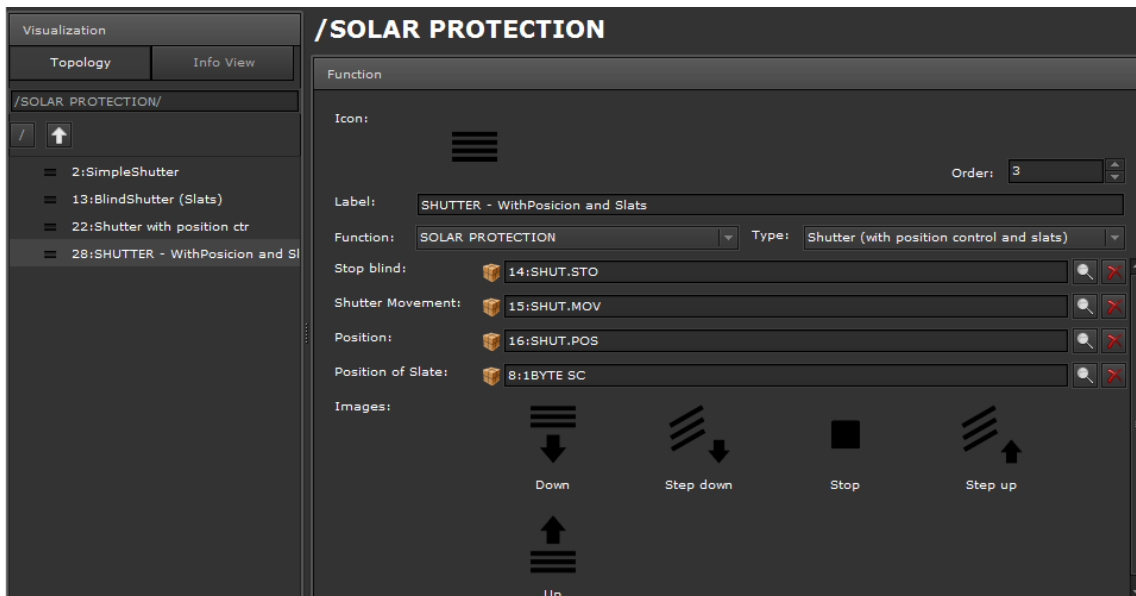 Visualization
Topology
Info View
/SOLAR PROTECTION/
/
2:SimpleShutter
13:BlindShutter (Slats)
22:Shutter with position ctr
28:SHUTTER - WithPosicion and Sl
/SOLAR PROTECTION
Function
Icon:
Order: 3
Label: SHUTTER - WithPosicion and Slats
Function: SOLAR PROTECTION Type: Shutter (with position control and slats)
Stop blind: 14:SHUT.STO
Shutter Movement: 15:SHUT.MOV
Position: 16:SHUT.POS
Position of Slate: 8:1BYTE SC
Images:
Down Step down Stop Step up
Up